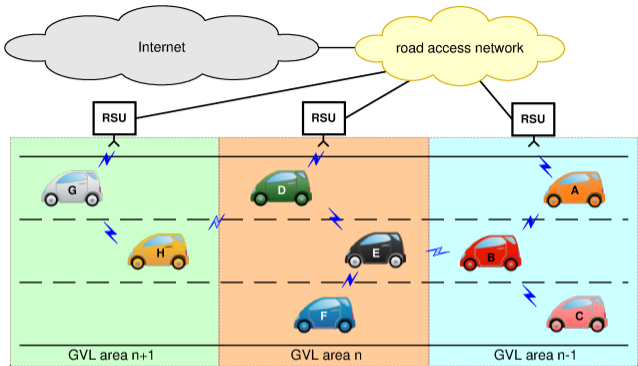 Internet
road access network
RSU
RSU
RSU
G
D
A
H
E
B
F
C
GVL area n+1
GVL area n
GVL area n-1